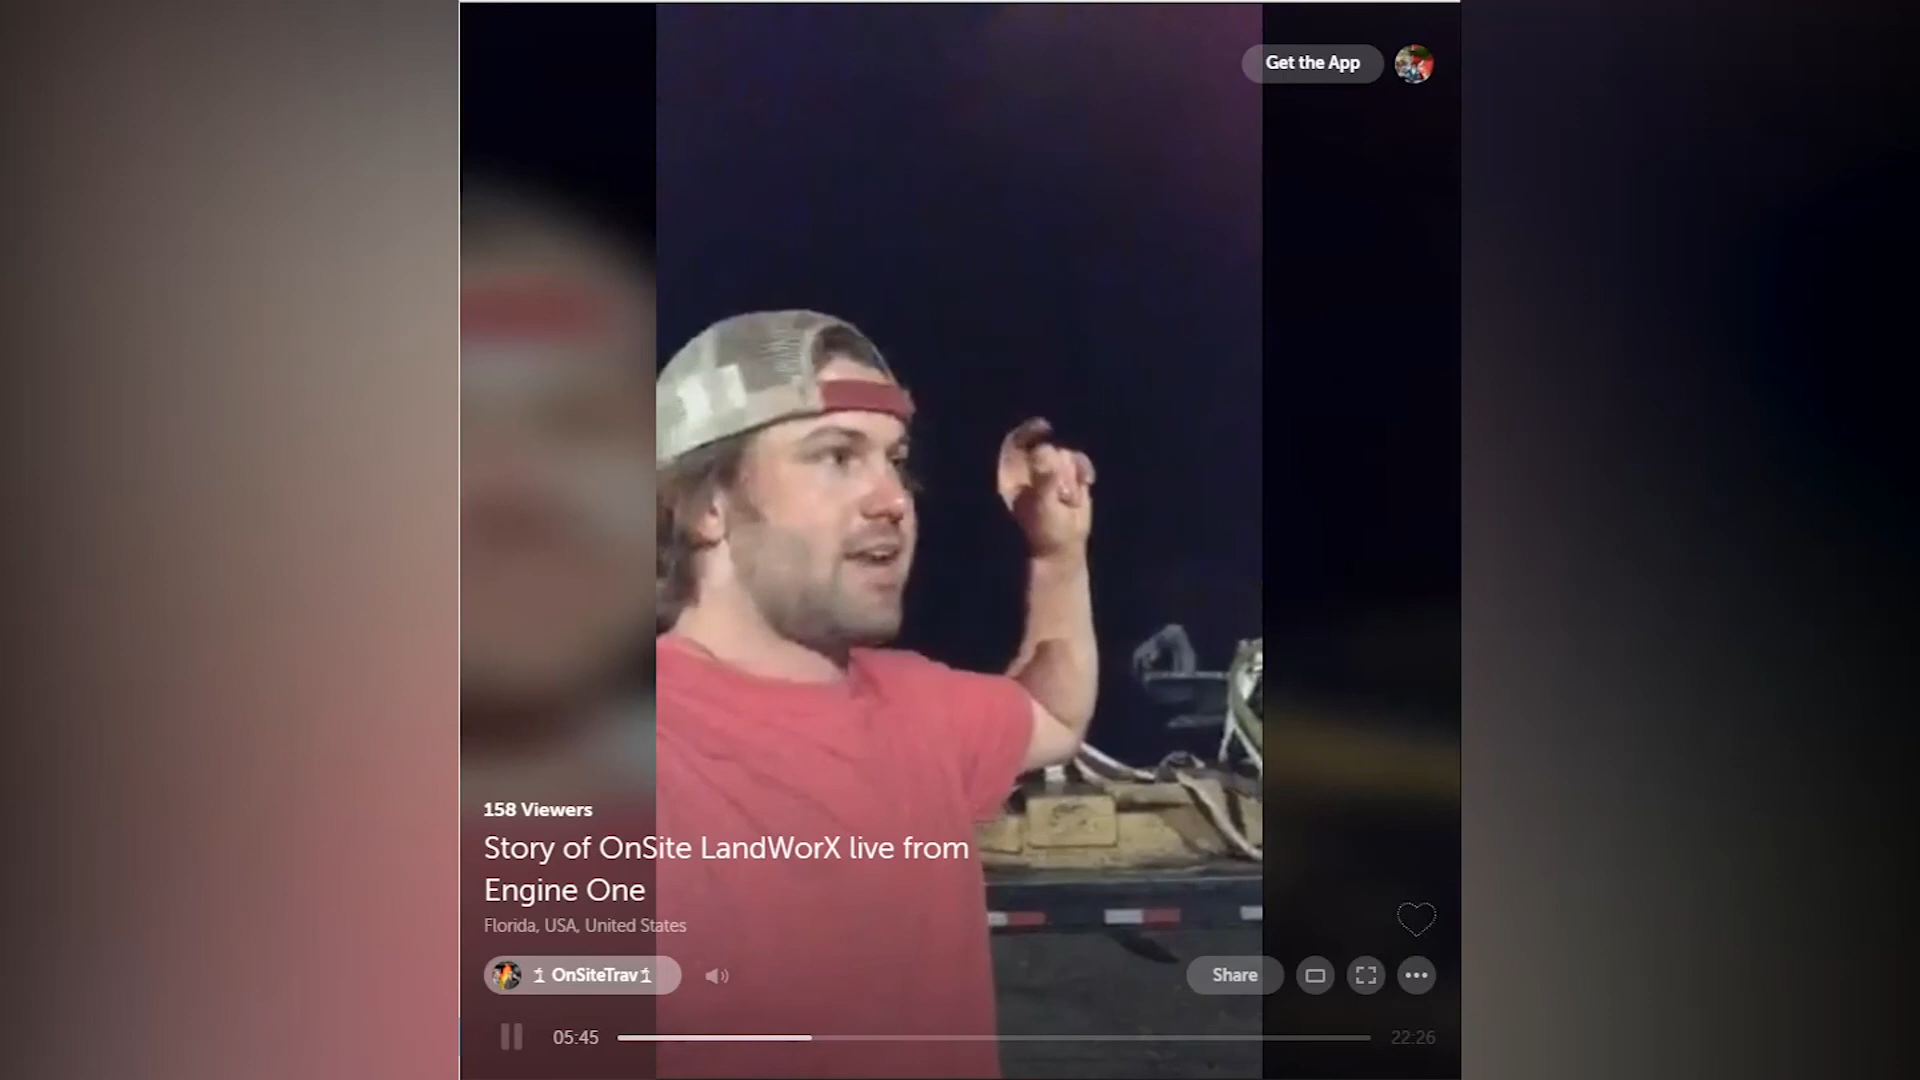 Get the App
158 Viewers
Story of OnSite LandWorX live from
Engine One
Florida, USA, United States
OnSiteTrav
Share
05:45
22:26